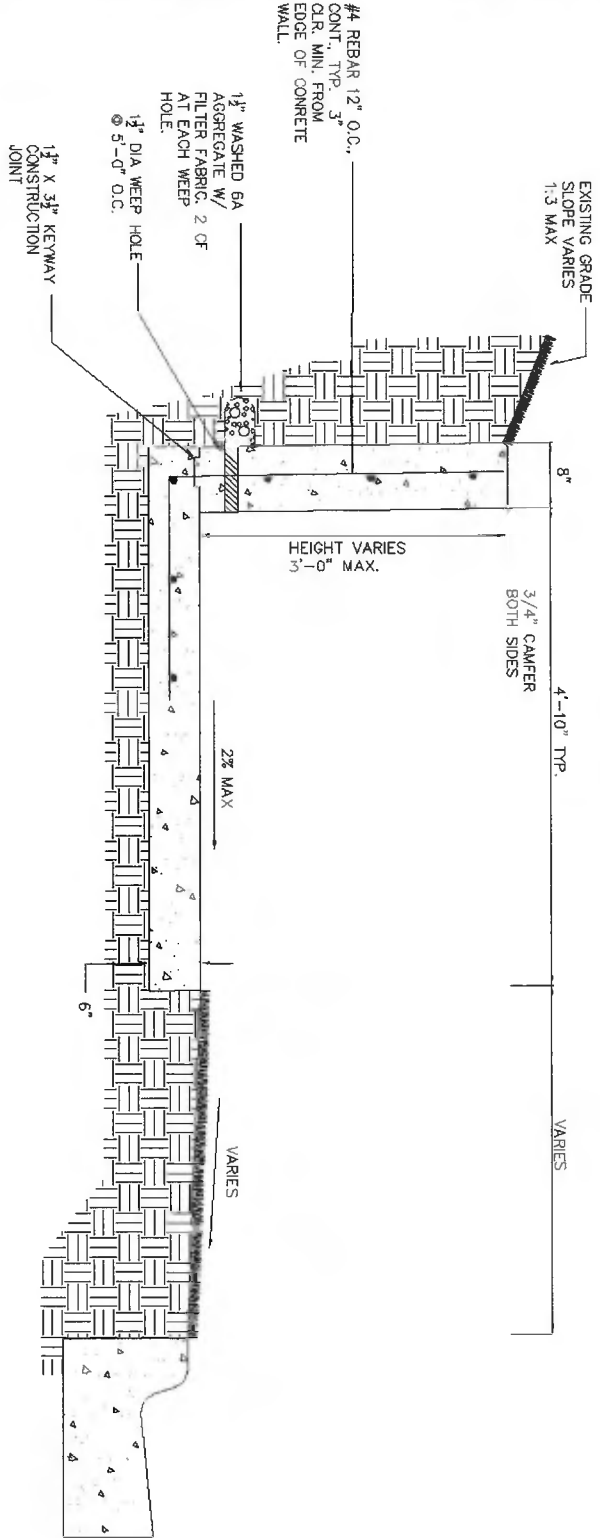 EXISTING GRADE
SLOPE VARIES
1:3 MAX
8"
4'-10" TYP.
VARIES
3/4" CAMFER
BOTH SIDES
#4 REBAR 12" O.C.,
CONT., TYP. 3"
CLR. MIN. FROM
EDGE OF CONRETE
WALL.
HEIGHT VARIES
3'-0" MAX.
1½" WASHED 6A
AGGREGATE W/
FILTER FABRIC. 2 CF
AT EACH WEEP
HOLE.
2% MAX
VARIES
1½" DIA WEEP HOLE
@ 5'-0" O.C.
6"
1½" X 3½" KEYWAY
CONSTRUCTION
JOINT